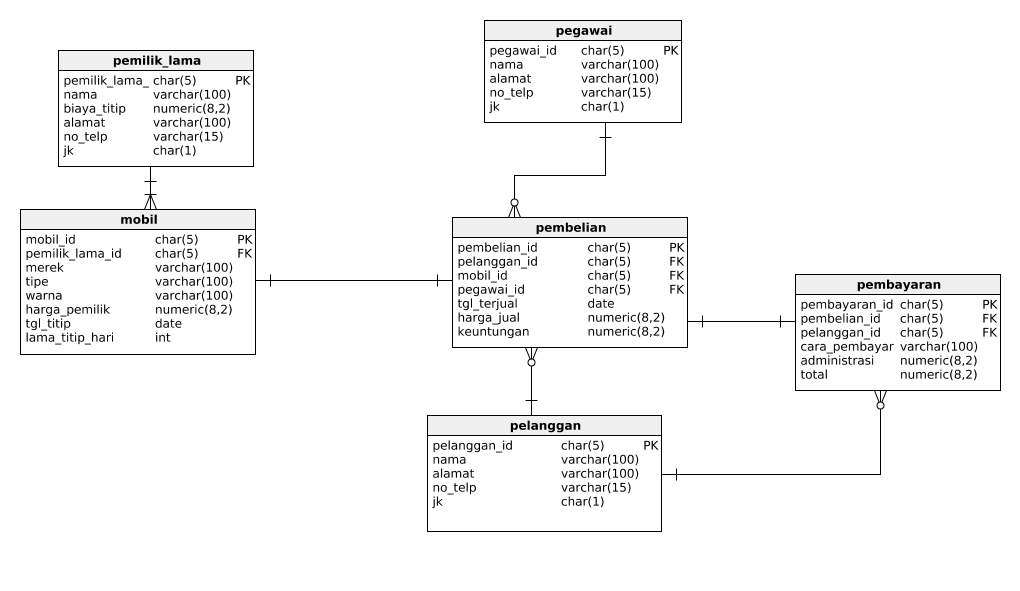 pegawai
pegawai_id char(5) PK
nama varchar(100)
alamat varchar(100)
no_telp varchar(15)
jk char(1)
pemilik_lama
pemilik_lama_ char(5) PK
nama varchar(100)
biaya_titip numeric(8,2)
alamat varchar(100)
no_telp varchar(15)
jk char(1)
mobil
mobil_id char(5) PK
pemilik_lama_id char(5) FK
merek varchar(100)
tipe varchar(100)
warna varchar(100)
harga_pemilik numeric(8,2)
tgl_titip date
lama_titip_hari int
pembelian
pembelian_id char(5) PK
pelanggan_id char(5) FK
mobil_id char(5) FK
pegawai_id char(5) FK
tgl_terjual date
harga_jual numeric(8,2)
keuntungan numeric(8,2)
pembayaran
pembayaran_id char(5) PK
pembelian_id char(5) FK
pelanggan_id char(5) FK
cara_pembayar varchar(100)
administrasi numeric(8,2)
total numeric(8,2)
pelanggan
pelanggan_id char(5) PK
nama varchar(100)
alamat varchar(100)
no_telp varchar(15)
jk char(1)